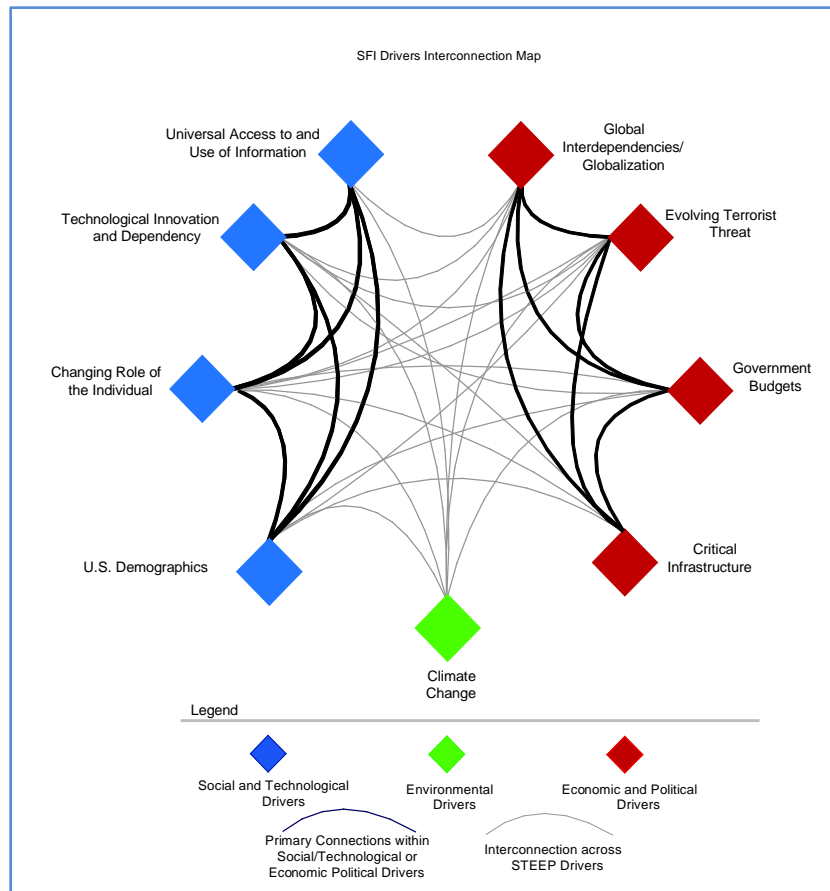 SFI Drivers Interconnection Map
Universal Access to and
Use of Information
Global
Interdependencies/
Globalization
Technological Innovation
and Dependency
Evolving Terrorist
Threat
Changing Role of
the Individual
Government
Budgets
U.S. Demographics
Critical
Infrastructure
Climate
Change
Legend
Social and Technological
Drivers
Environmental
Drivers
Economic and Political
Drivers
Primary Connections within
Social/Technological or
Economic Political Drivers
Interconnection across
STEEP Drivers